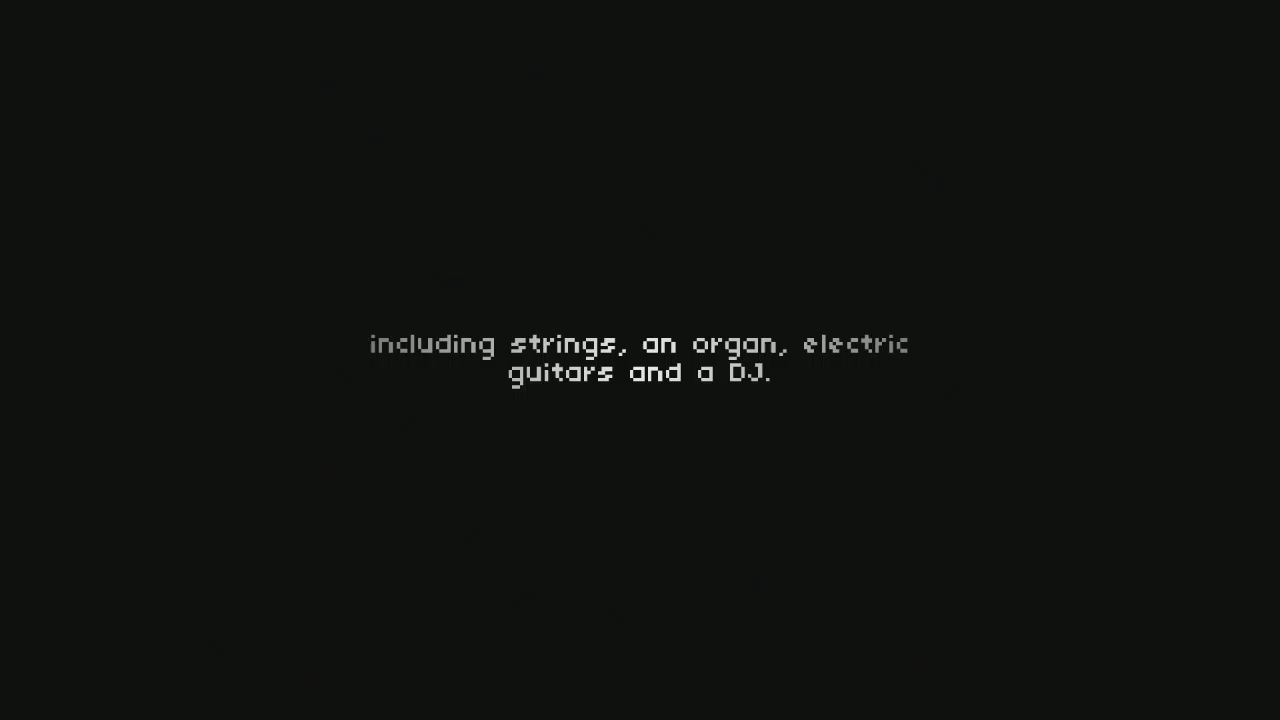 including strings, an organ, electric
guitars and a DJ.